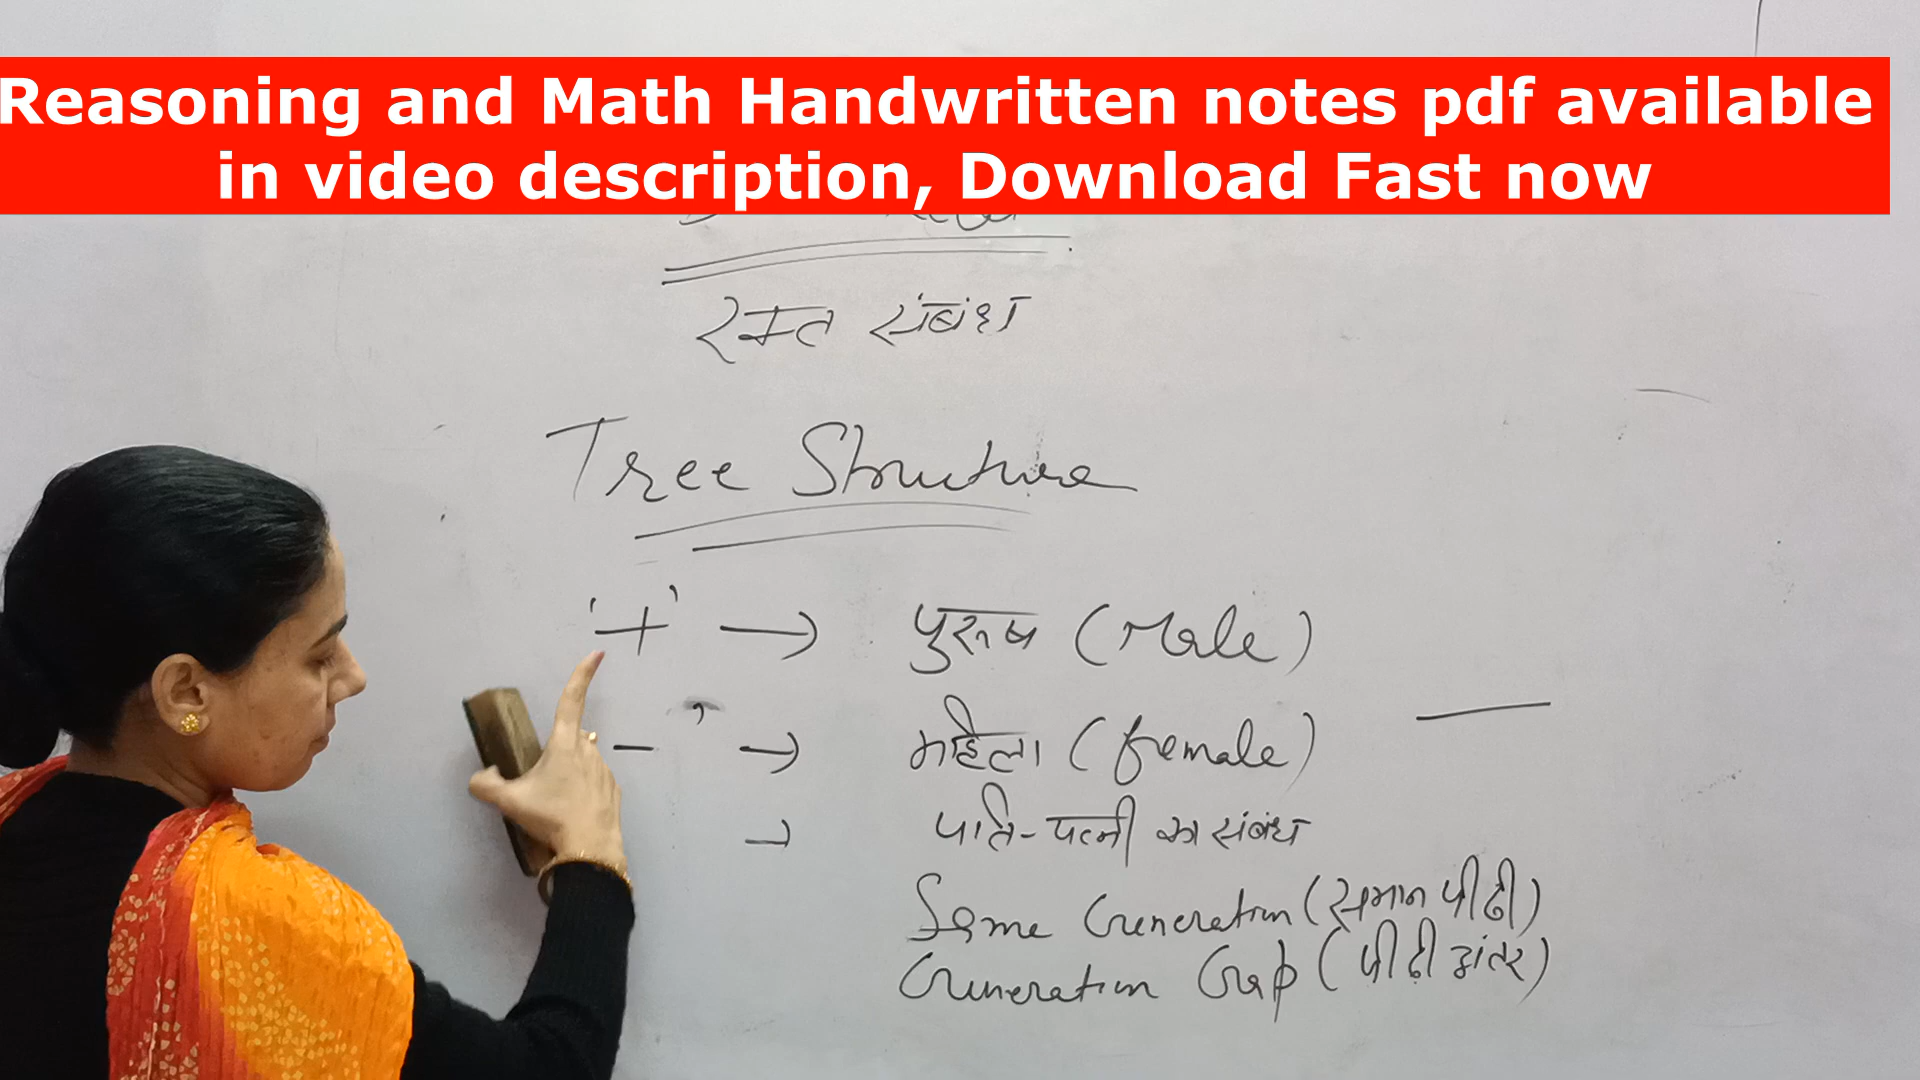 Reasoning and Math Handwritten notes pdf available
in video description, Download Fast now
रक्त संबंध
Tree Structure
'+' → पुरूष (Male)
- ' → महिला (female)
→ पति-पत्नी का संबंध
Same Generation (समान पीढी)
Generation Gap (पीढी अंतर)